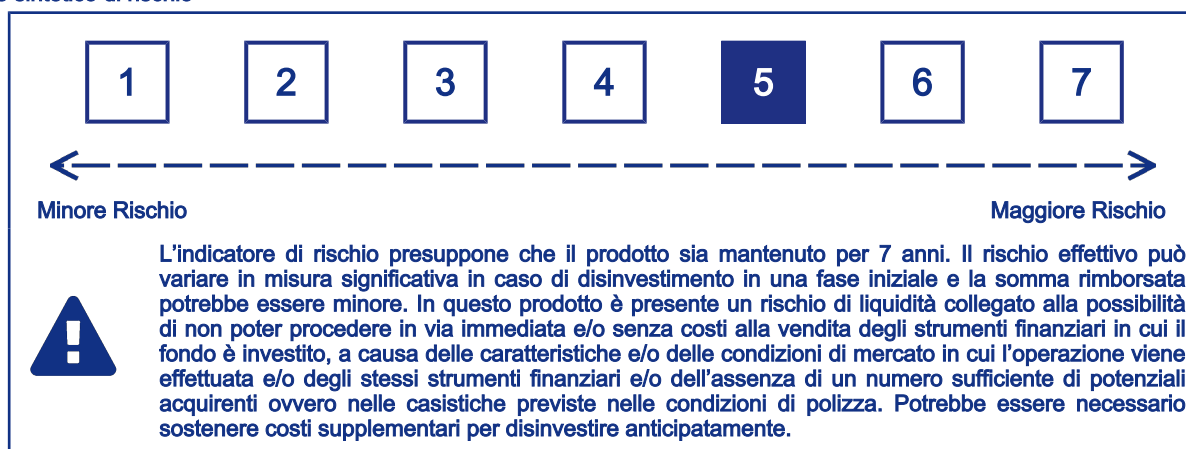 sintetico di rischio
1 2 3 4 5 6 7
Minore Rischio Maggiore Rischio
L'indicatore di rischio presuppone che il prodotto sia mantenuto per 7 anni. Il rischio effettivo può
variare in misura significativa in caso di disinvestimento in una fase iniziale e la somma rimborsata
potrebbe essere minore. In questo prodotto è presente un rischio di liquidità collegato alla possibilità
di non poter procedere in via immediata e/o senza costi alla vendita degli strumenti finanziari in cui il
fondo è investito, a causa delle caratteristiche e/o delle condizioni di mercato in cui l'operazione viene
effettuata e/o degli stessi strumenti finanziari e/o dell'assenza di un numero sufficiente di potenziali
acquirenti ovvero nelle casistiche previste nelle condizioni di polizza. Potrebbe essere necessario
sostenere costi supplementari per disinvestire anticipatamente.